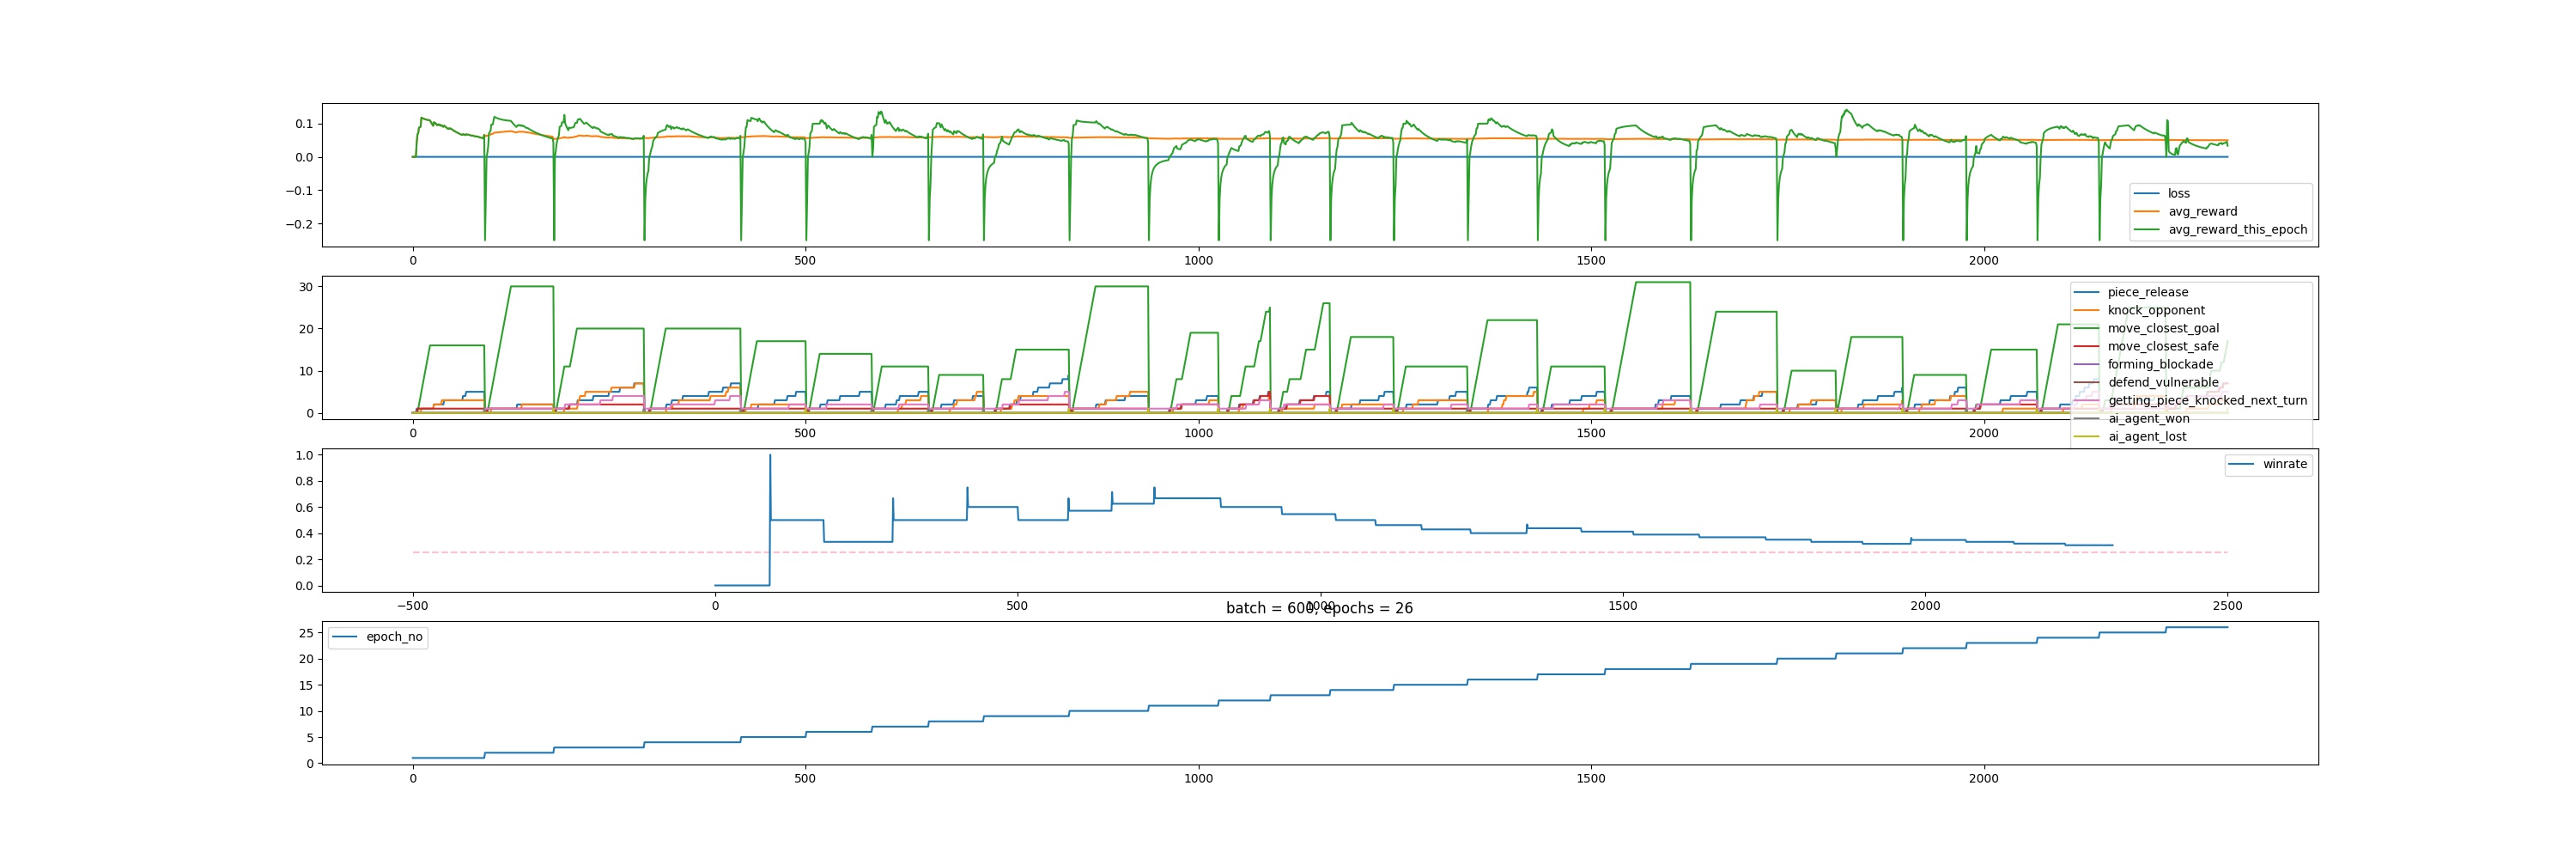 0.1
0.0
−0.1
−0.2
loss
avg_reward
avg_reward_this_epoch
0 500 1000 1500 2000
30
20
10
0
piece_release
knock_opponent
move_closest_goal
move_closest_safe
forming_blockade
defend_vulnerable
getting_piece_knocked_next_turn
ai_agent_won
ai_agent_lost
0 500 1000 1500 2000
1.0
0.8
0.6
0.4
0.2
0.0
winrate
−500 0 500 1000 1500 2000 2500
batch = 600, epochs = 26
25
20
15
10
5
0
epoch_no
0 500 1000 1500 2000